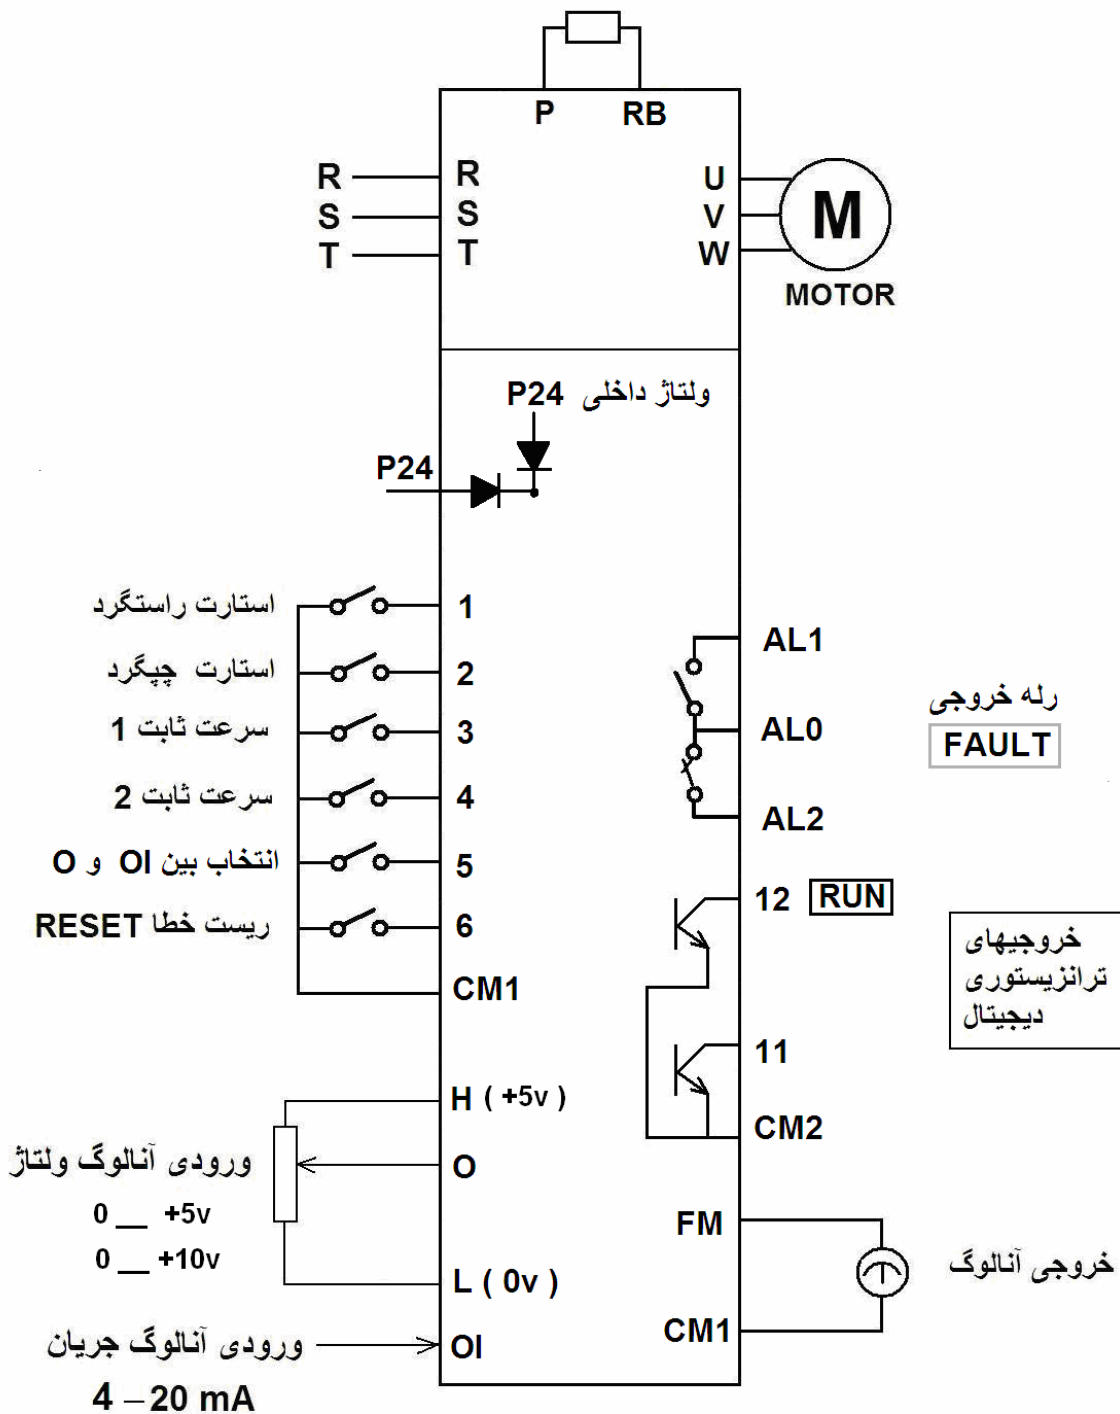 P RB
R R U
S S V M
T T W
MOTOR
P24 ولتاژ داخلی
P24
استارت راستگرد 1
استارت چپگرد 2
سرعت ثابت 1 3
سرعت ثابت 2 4
انتخاب بین OI و O 5
ریست خطا RESET 6
CM1
AL1
AL0
AL2
رله خروجی
FAULT
12 RUN
11
CM2
خروجیهای
ترانزیستوری
دیجیتال
H ( +5v )
O
L ( 0v )
ورودی آنالوگ ولتاژ
0 __ +5v
0 __ +10v
ورودی آنالوگ جریان OI
4 – 20 mA
FM
CM1
خروجی آنالوگ